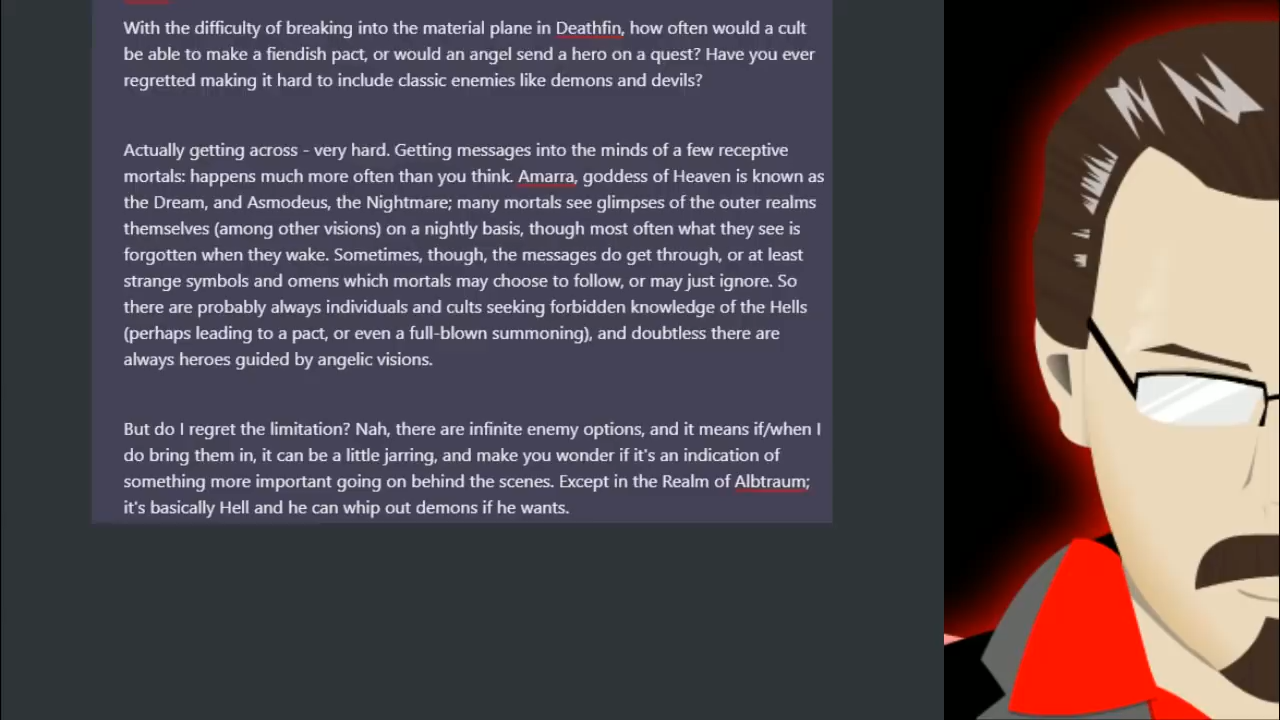 With the difficulty of breaking into the material plane in Deathfin, how often would a cult
be able to make a fiendish pact, or would an angel send a hero on a quest? Have you ever
regretted making it hard to include classic enemies like demons and devils?
Actually getting across - very hard. Getting messages into the minds of a few receptive
mortals: happens much more often than you think. Amarra, goddess of Heaven is known as
the Dream, and Asmodeus, the Nightmare; many mortals see glimpses of the outer realms
themselves (among other visions) on a nightly basis, though most often what they see is
forgotten when they wake. Sometimes, though, the messages do get through, or at least
strange symbols and omens which mortals may choose to follow, or may just ignore. So
there are probably always individuals and cults seeking forbidden knowledge of the Hells
(perhaps leading to a pact, or even a full-blown summoning), and doubtless there are
always heroes guided by angelic visions.
But do I regret the limitation? Nah, there are infinite enemy options, and it means if/when I
do bring them in, it can be a little jarring, and make you wonder if it's an indication of
something more important going on behind the scenes. Except in the Realm of Albtraum;
it's basically Hell and he can whip out demons if he wants.